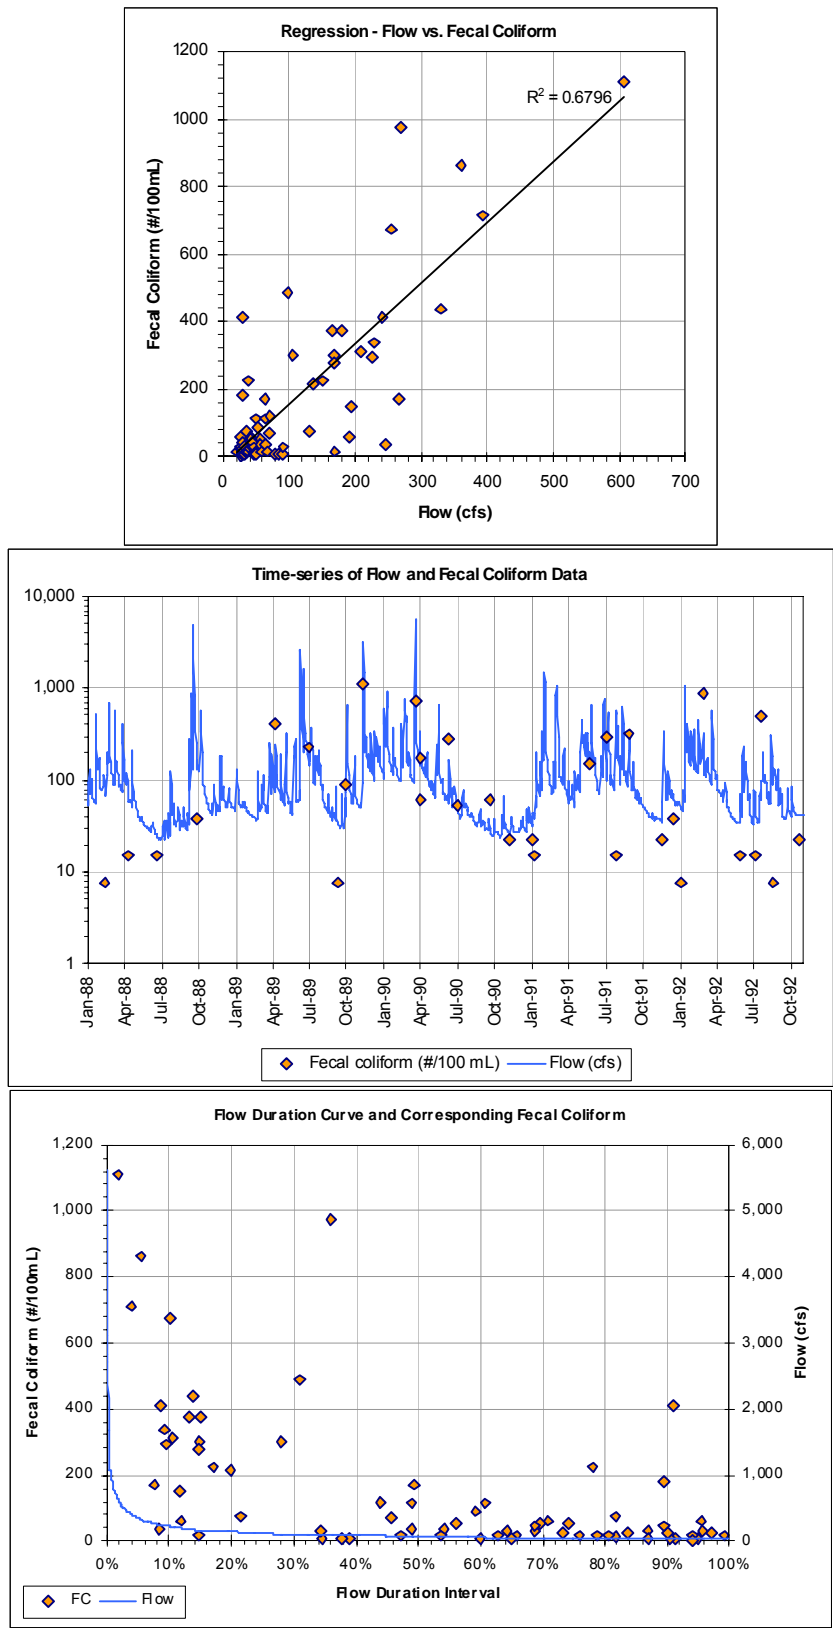 Regression - Flow vs. Fecal Coliform
1200
1000
800
600
400
200
0
R² = 0.6796
0 100 200 300 400 500 600 700
Fecal Coliform (#/100mL)
Flow (cfs)
Time-series of Flow and Fecal Coliform Data
10,000
1,000
100
10
1
Jan-88 Apr-88 Jul-88 Oct-88 Jan-89 Apr-89 Jul-89 Oct-89 Jan-90 Apr-90 Jul-90 Oct-90 Jan-91 Apr-91 Jul-91 Oct-91 Jan-92 Apr-92 Jul-92 Oct-92
Fecal coliform (#/100 mL) Flow (cfs)
Flow Duration Curve and Corresponding Fecal Coliform
1,200 6,000
1,000 5,000
800 4,000
600 3,000
400 2,000
200 1,000
0 0
Fecal Coliform (#/100mL)
Flow (cfs)
0% 10% 20% 30% 40% 50% 60% 70% 80% 90% 100%
Flow Duration Interval
FC Flow